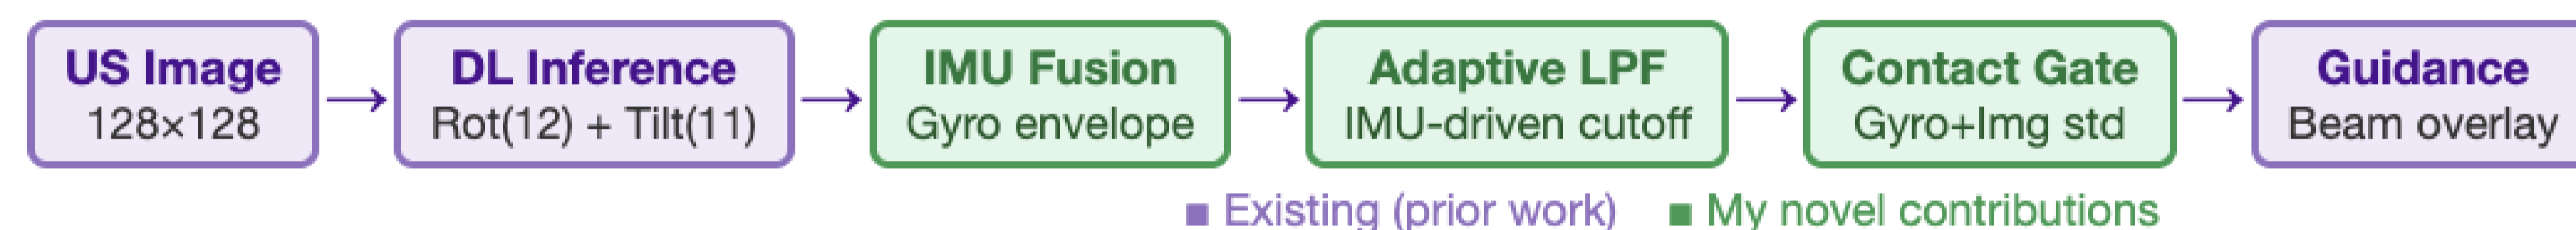 US Image
128×128
DL Inference
Rot(12) + Tilt(11)
IMU Fusion
Gyro envelope
Adaptive LPF
IMU-driven cutoff
Contact Gate
Gyro+Img std
Guidance
Beam overlay
Existing (prior work)
My novel contributions